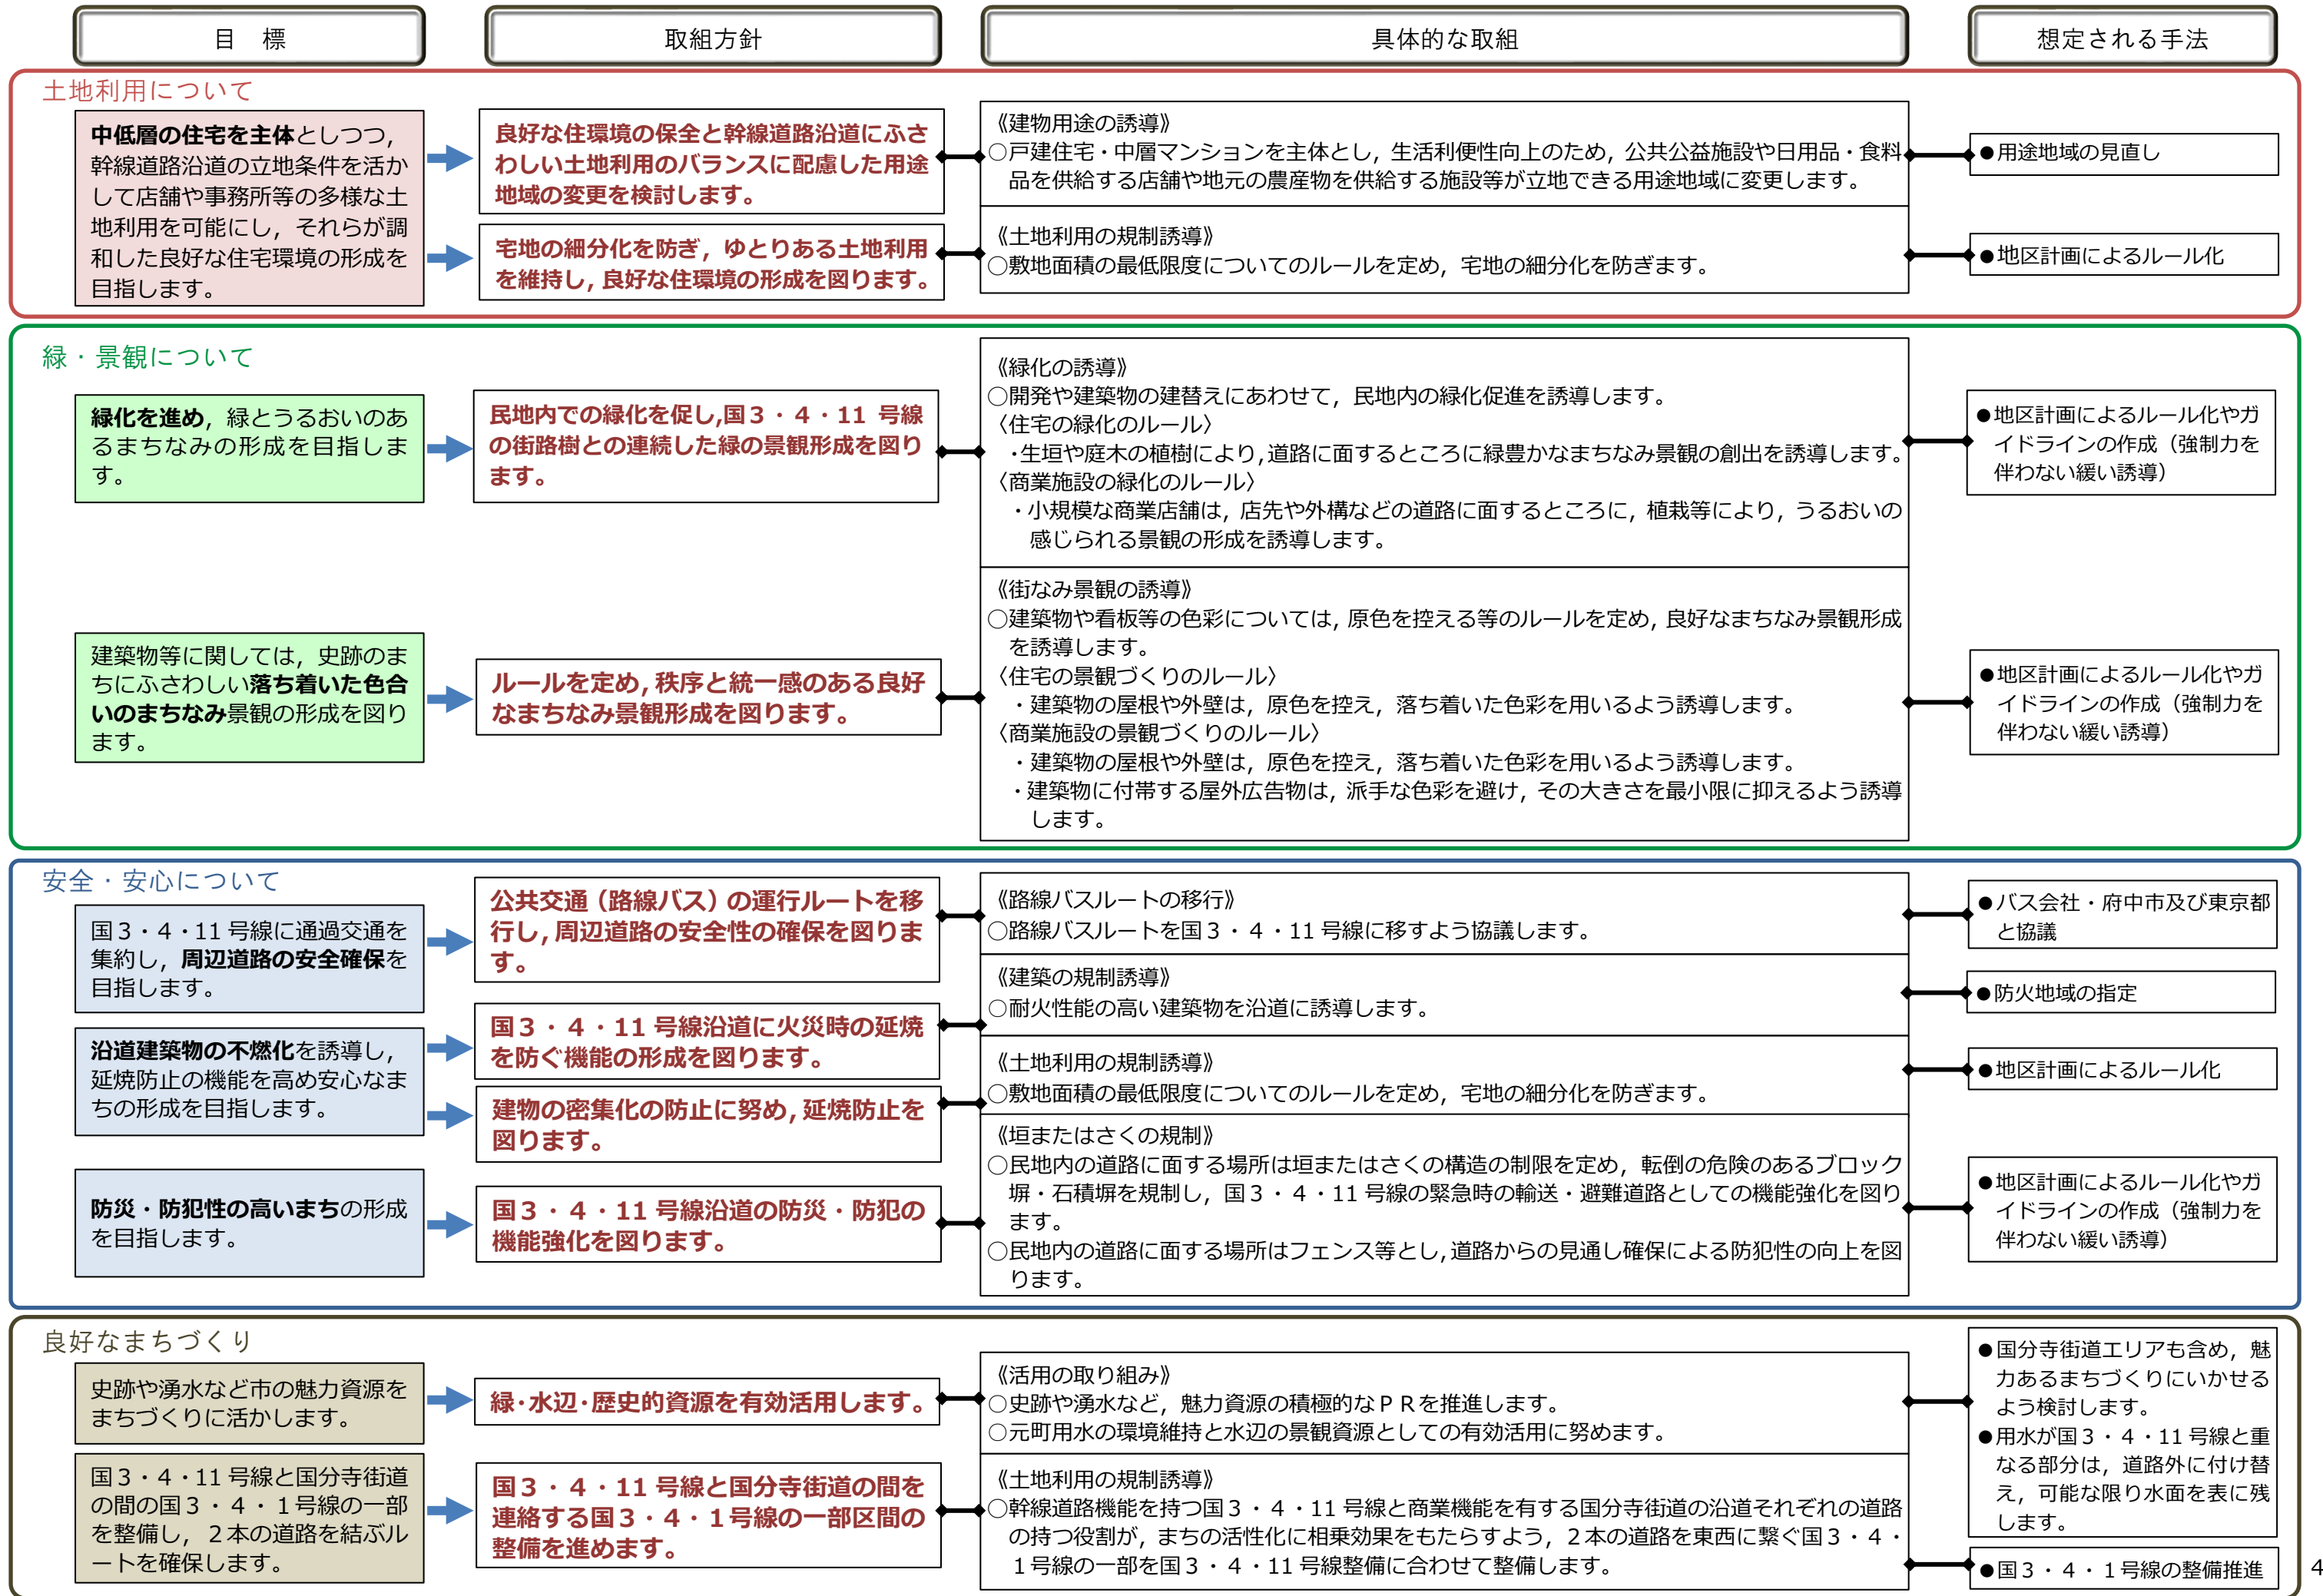 目　標
取組方針
具体的な取組
想定される手法
土地利用について
中低層の住宅を主体としつつ，
幹線道路沿道の立地条件を活か
して店舗や事務所等の多様な土
地利用を可能にし，それらが調
和した良好な住宅環境の形成を
目指します。
良好な住環境の保全と幹線道路沿道にふさ
わしい土地利用のバランスに配慮した用途
地域の変更を検討します。
宅地の細分化を防ぎ，ゆとりある土地利用
を維持し，良好な住環境の形成を図ります。
《建物用途の誘導》
○戸建住宅・中層マンションを主体とし，生活利便性向上のため，公共公益施設や日用品・食料
品を供給する店舗や地元の農産物を供給する施設等が立地できる用途地域に変更します。
《土地利用の規制誘導》
○敷地面積の最低限度についてのルールを定め，宅地の細分化を防ぎます。
●用途地域の見直し
●地区計画によるルール化
緑・景観について
緑化を進め，緑とうるおいのあ
るまちなみの形成を目指しま
す。
民地内での緑化を促し，国３・４・11 号線
の街路樹との連続した緑の景観形成を図り
ます。
《緑化の誘導》
○開発や建築物の建替えにあわせて，民地内の緑化促進を誘導します。
〈住宅の緑化のルール〉
・生垣や庭木の植樹により，道路に面するところに緑豊かなまちなみ景観の創出を誘導します。
〈商業施設の緑化のルール〉
・小規模な商業店舗は，店先や外構などの道路に面するところに，植栽等により，うるおいの
感じられる景観の形成を誘導します。
●地区計画によるルール化やガ
イドラインの作成（強制力を
伴わない緩い誘導）
建築物等に関しては，史跡のま
ちにふさわしい落ち着いた色合
いのまちなみ景観の形成を図り
ます。
ルールを定め，秩序と統一感のある良好
なまちなみ景観形成を図ります。
《街なみ景観の誘導》
○建築物や看板等の色彩については，原色を控える等のルールを定め，良好なまちなみ景観形成
を誘導します。
〈住宅の景観づくりのルール〉
・建築物の屋根や外壁は，原色を控え，落ち着いた色彩を用いるよう誘導します。
〈商業施設の景観づくりのルール〉
・建築物の屋根や外壁は，原色を控え，落ち着いた色彩を用いるよう誘導します。
・建築物に付帯する屋外広告物は，派手な色彩を避け，その大きさを最小限に抑えるよう誘導
します。
●地区計画によるルール化やガ
イドラインの作成（強制力を
伴わない緩い誘導）
安全・安心について
国３・４・11 号線に通過交通を
集約し，周辺道路の安全確保を
目指します。
沿道建築物の不燃化を誘導し，
延焼防止の機能を高め安心なま
ちの形成を目指します。
防災・防犯性の高いまちの形成
を目指します。
公共交通（路線バス）の運行ルートを移
行し，周辺道路の安全性の確保を図りま
す。
国３・４・11 号線沿道に火災時の延焼
を防ぐ機能の形成を図ります。
建物の密集化の防止に努め，延焼防止を
図ります。
国３・４・11 号線沿道の防災・防犯の
機能強化を図ります。
《路線バスルートの移行》
○路線バスルートを国３・４・11 号線に移すよう協議します。
《建築の規制誘導》
○耐火性能の高い建築物を沿道に誘導します。
《土地利用の規制誘導》
○敷地面積の最低限度についてのルールを定め，宅地の細分化を防ぎます。
《垣またはさくの規制》
○民地内の道路に面する場所は垣またはさくの構造の制限を定め，転倒の危険のあるブロック
塀・石積塀を規制し，国３・４・11 号線の緊急時の輸送・避難道路としての機能強化を図り
ます。
○民地内の道路に面する場所はフェンス等とし，道路からの見通し確保による防犯性の向上を図
ります。
●バス会社・府中市及び東京都
と協議
●防火地域の指定
●地区計画によるルール化
●地区計画によるルール化やガ
イドラインの作成（強制力を
伴わない緩い誘導）
良好なまちづくり
史跡や湧水など市の魅力資源を
まちづくりに活かします。
国３・４・11 号線と国分寺街道
の間の国３・４・１号線の一部
を整備し，２本の道路を結ぶル
ートを確保します。
緑・水辺・歴史的資源を有効活用します。
国３・４・11 号線と国分寺街道の間を
連絡する国３・４・１号線の一部区間の
整備を進めます。
《活用の取り組み》
○史跡や湧水など，魅力資源の積極的なＰＲを推進します。
○元町用水の環境維持と水辺の景観資源としての有効活用に努めます。
《土地利用の規制誘導》
○幹線道路機能を持つ国３・４・11 号線と商業機能を有する国分寺街道の沿道それぞれの道路
の持つ役割が，まちの活性化に相乗効果をもたらすよう，２本の道路を東西に繋ぐ国３・４・
１号線の一部を国３・４・11 号線整備に合わせて整備します。
●国分寺街道エリアも含め，魅
力あるまちづくりにいかせる
よう検討します。
●用水が国３・４・11 号線と重
なる部分は，道路外に付け替
え，可能な限り水面を表に残
します。
●国３・４・１号線の整備推進
4